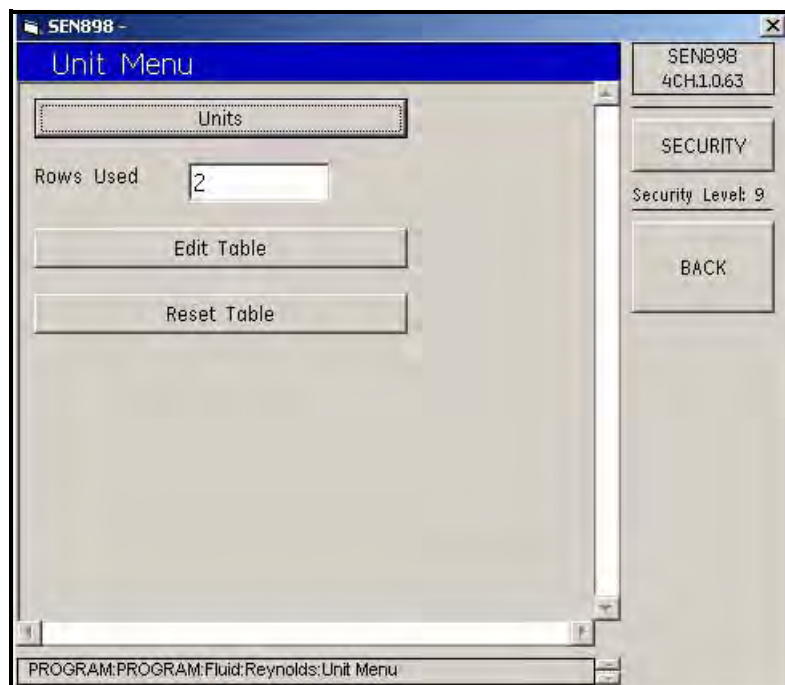 SEN898 -
Unit Menu
Units
Rows Used 2
Edit Table
Reset Table
SEN898
4CH.1.0.63
SECURITY
Security Level: 9
BACK
PROGRAM:PROGRAM:Fluid:Reynolds:Unit Menu